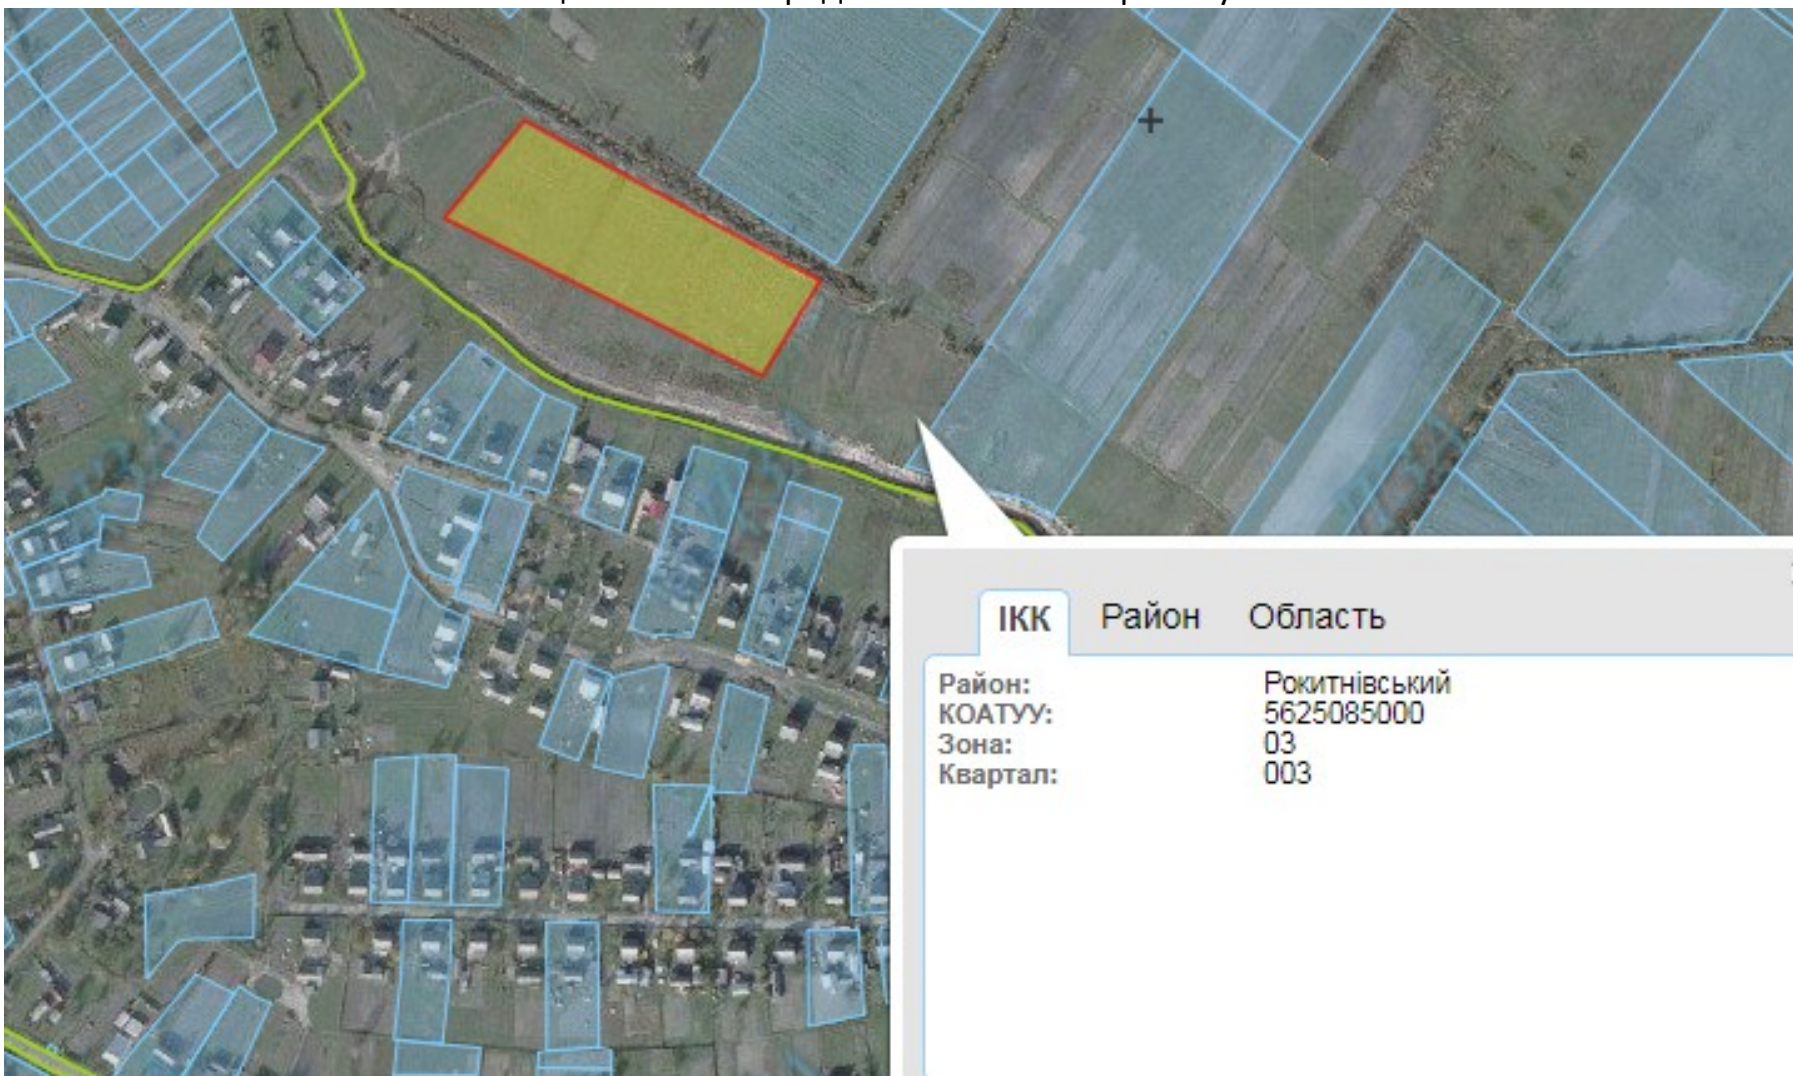 ІКК Район Область
Район: Рокитнівський
КОАТУУ: 5625085000
Зона: 03
Квартал: 003